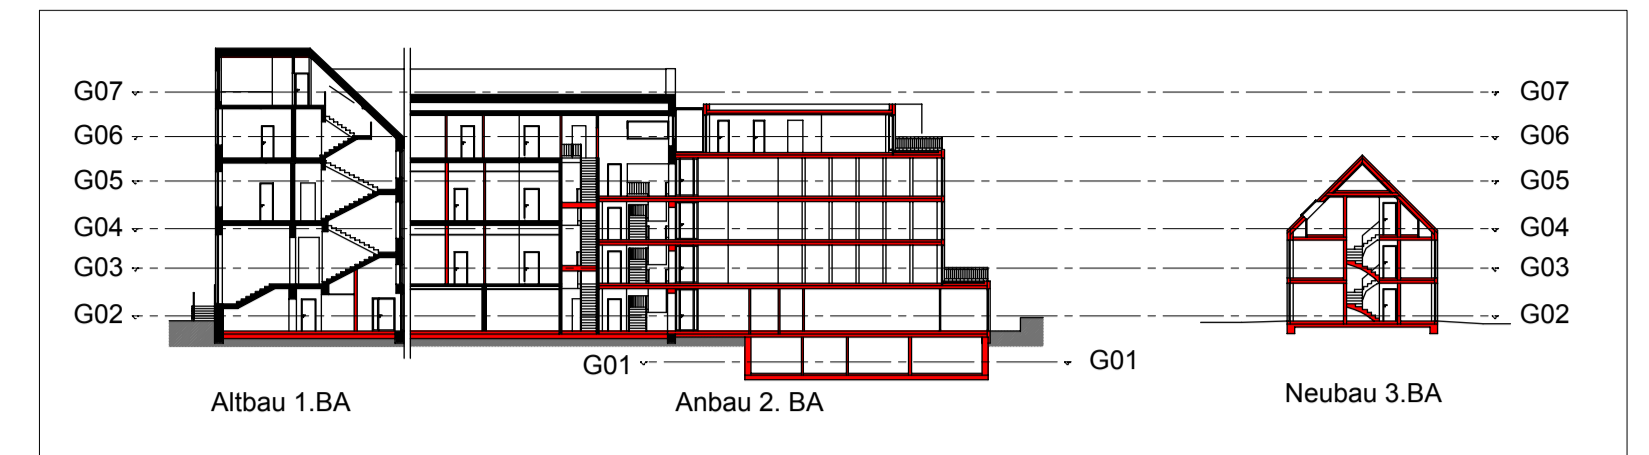 G07 G07
G06 G06
G05 G05
G04 G04
G03 G03
G02 G02
G01 G01
Altbau 1.BA Anbau 2. BA Neubau 3.BA